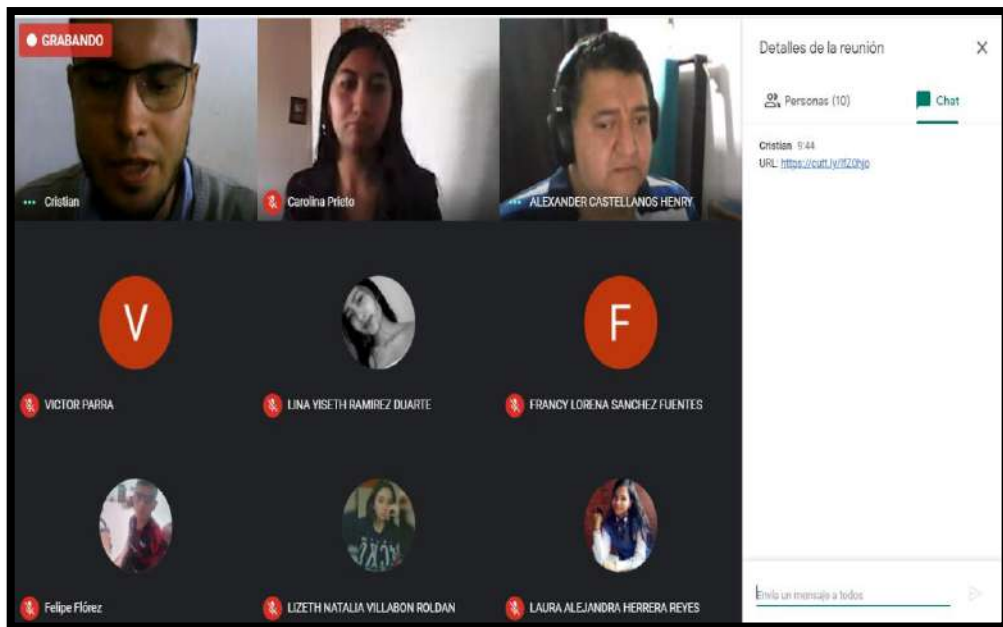 GRABANDO
Cristian
Carolina Prieto
ALEXANDER CASTELLANOS HENRY
V
VICTOR PARRA
LINA YISETH RAMIREZ DUARTE
F
FRANCY LORENA SANCHEZ FUENTES
Felipe Flórez
LIZETH NATALIA VILLABON ROLDAN
LAURA ALEJANDRA HERRERA REYES
Detalles de la reunión
Personas (10)
Chat
Cristian 9:44
URL:
Envía un mensaje a todos